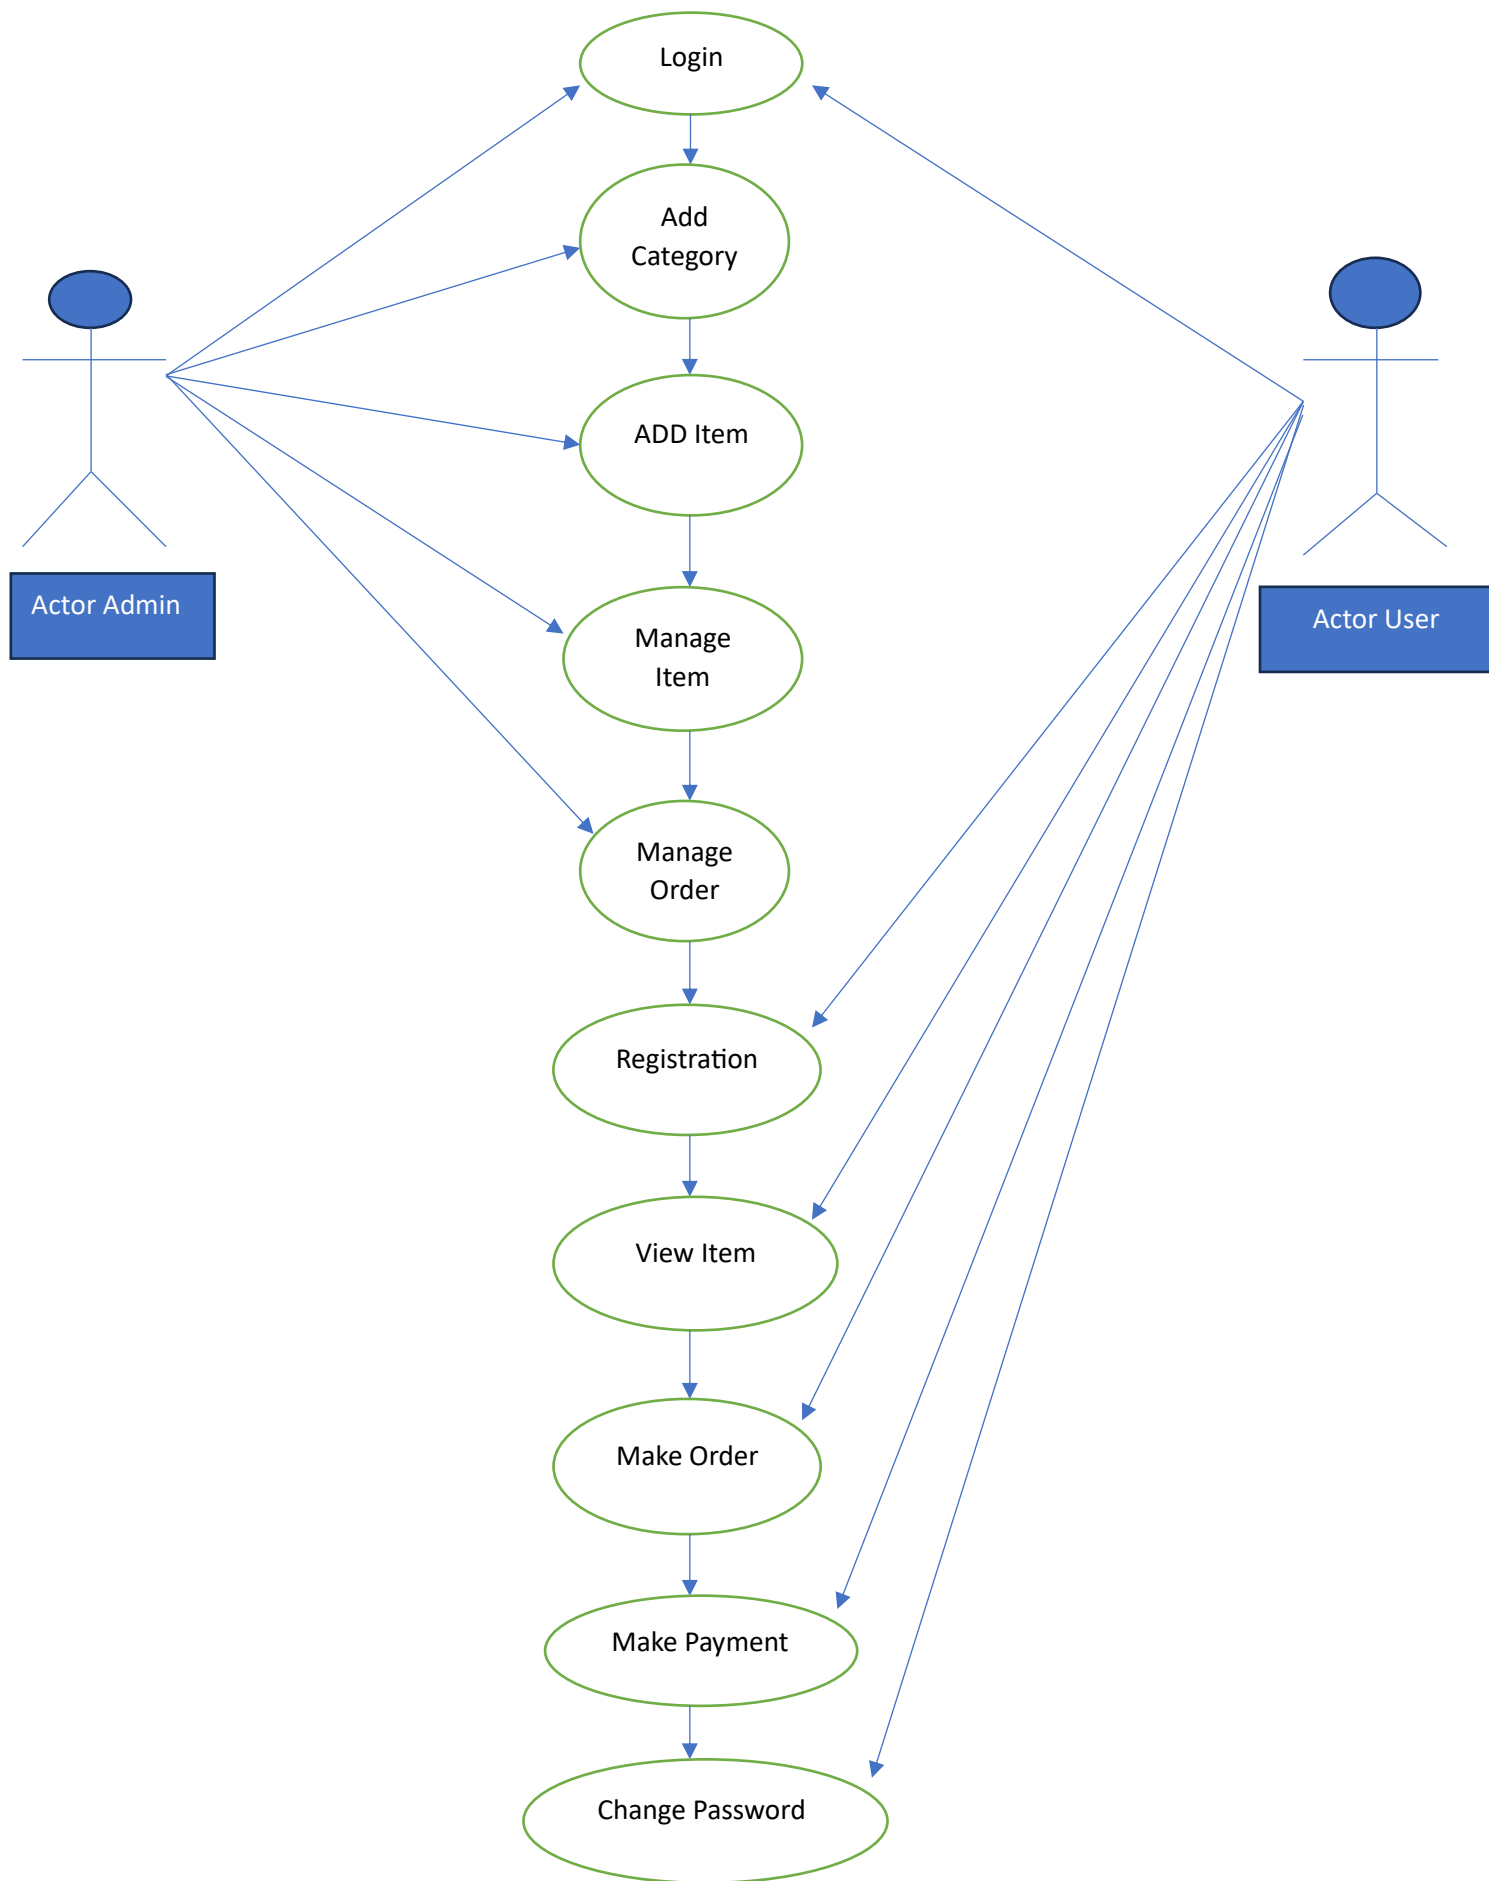 Login
Add
Category
ADD Item
Actor Admin
Actor User
Manage
Item
Manage
Order
Registration
View Item
Make Order
Make Payment
Change Password